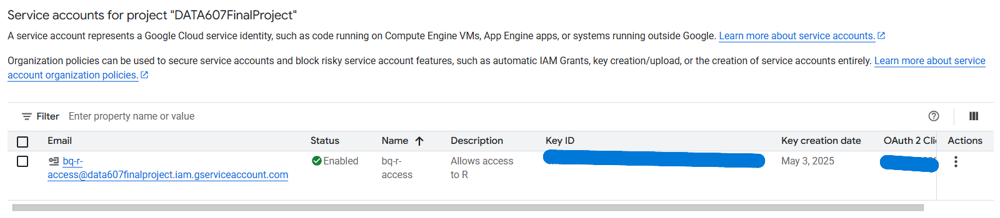 Service accounts for project "DATA607FinalProject"
A service account represents a Google Cloud service identity, such as code running on Compute Engine VMs, App Engine apps, or systems running outside Google. Learn more about service accounts.
Organization policies can be used to secure service accounts and block risky service account features, such as automatic IAM Grants, key creation/upload, or the creation of service accounts entirely. Learn more about service
account organization policies.
Filter Enter property name or value
Email Status Name Description Key ID Key creation date OAuth 2 Cli Actions
bq-r- Enabled bq-r- Allows access May 3, 2025
access@data607finalproject.iam.gserviceaccount.com access to R